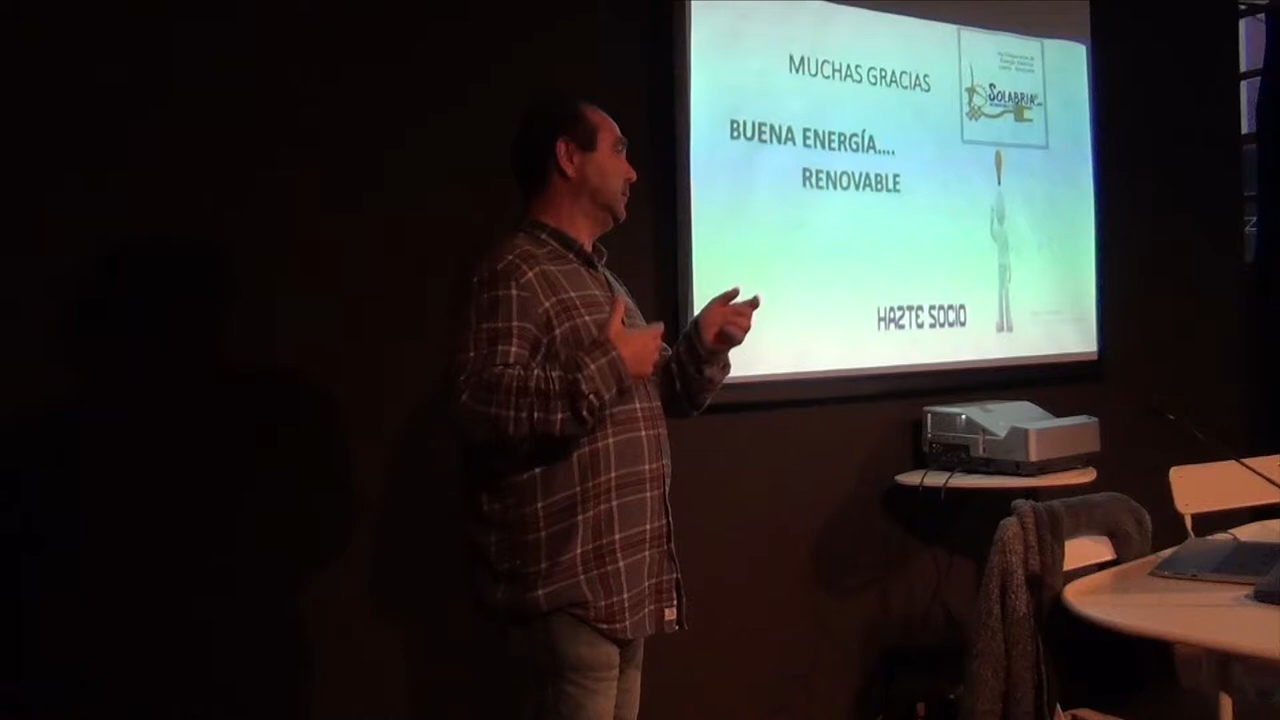 MUCHAS GRACIAS
SOLABRIA
BUENA ENERGÍA....
RENOVABLE
HAZTE SOCIO